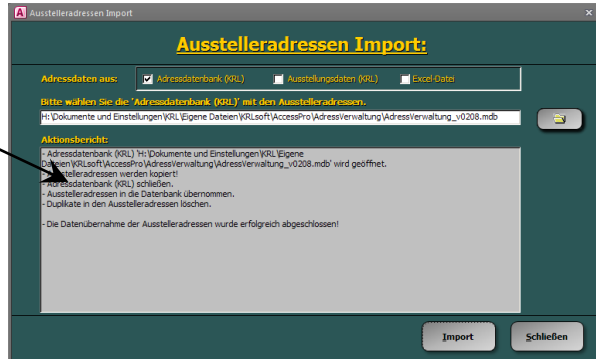 Ausstelleradressen Import
Ausstelleradressen Import:
Adressdaten aus: Adressdatenbank (KRL) Ausstellungsdaten (KRL) Excel-Datei
Bitte wählen Sie die 'Adressdatenbank (KRL)' mit den Ausstelleradressen.
H:\Dokumente und Einstellungen\KRL\Eigene Dateien\KRLsoft\AccessPro\AdressVerwaltung\AdressVerwaltung_v0208.mdb
Aktionsbericht:
- Adressdatenbank (KRL) 'H:\Dokumente und Einstellungen\KRL\Eigene
Dateien\KRLsoft\AccessPro\AdressVerwaltung\AdressVerwaltung_v0208.mdb' wird geöffnet.
- Ausstelleradressen werden kopiert!
- Adressdatenbank (KRL) schließen.
- Ausstelleradressen in die Datenbank übernommen.
- Duplikate in den Ausstelleradressen löschen.
- Die Datenübernahme der Ausstelleradressen wurde erfolgreich abgeschlossen!
Import Schließen